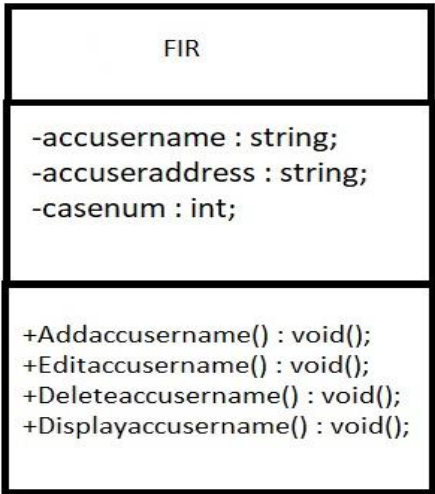 FIR
-accusername : string;
-accuseraddress : string;
-casenum : int;
+Addaccusername() : void();
+Editaccusername() : void();
+Deleteaccusername() : void();
+Displayaccusername() : void();